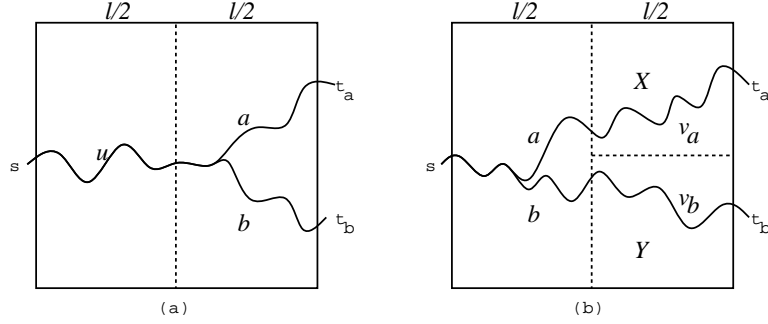 l/2 l/2
t_a
a
s u
b
t_b
(a)
l/2 l/2
X
t_a
a v_a
s
b v_b
t_b
Y
(b)